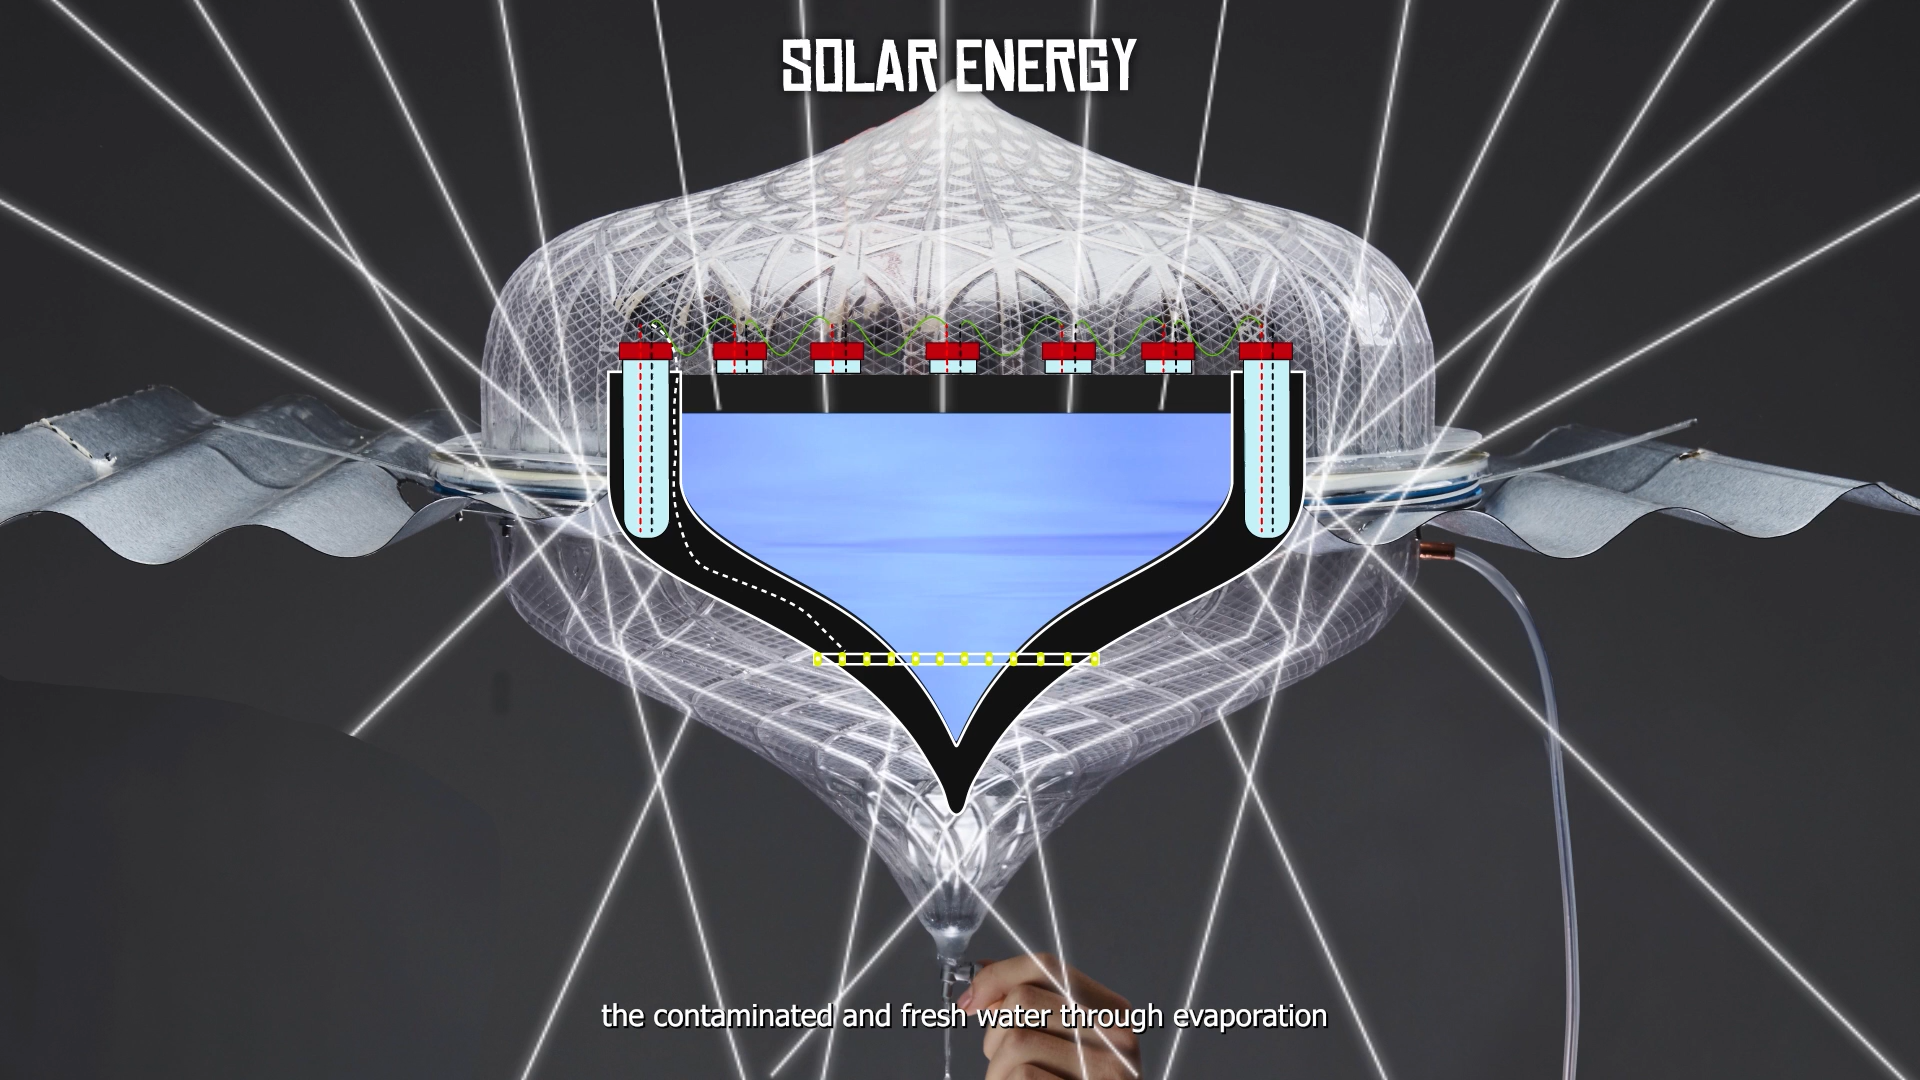 SOLAR ENERGY
the contaminated and fresh water through evaporation